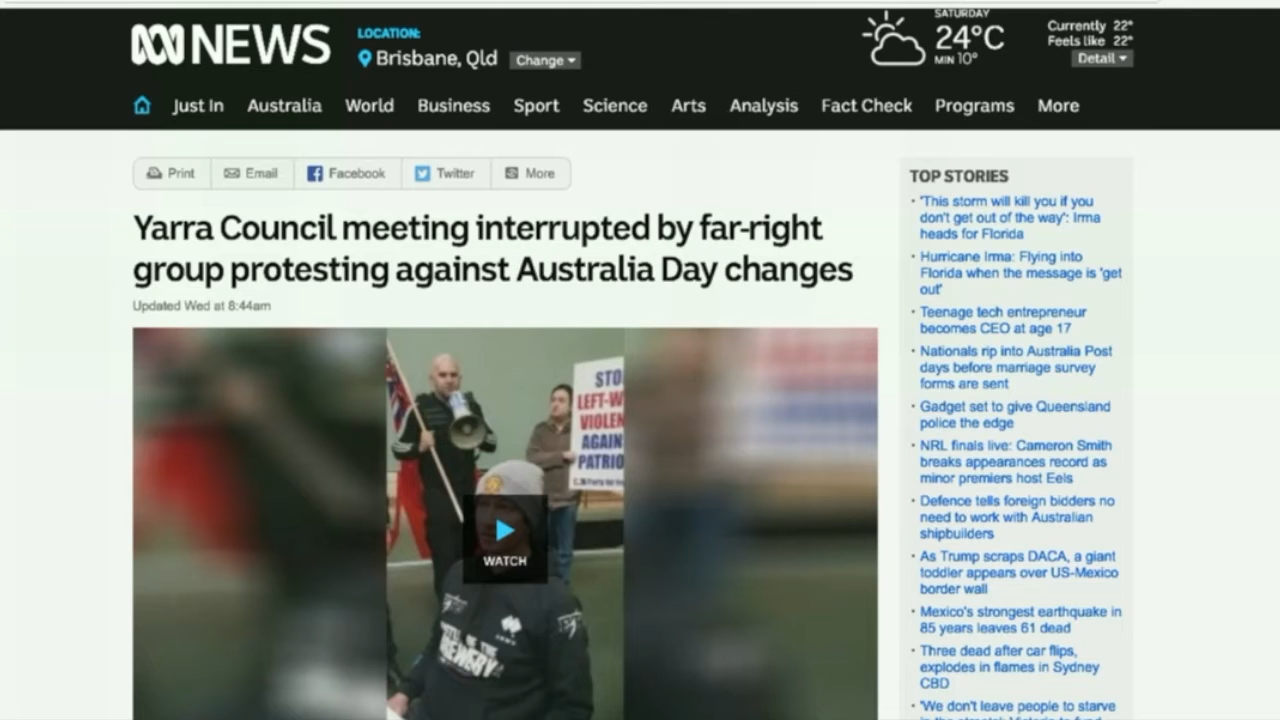 NEWS
LOCATION:
Brisbane, Qld Change
SATURDAY
24°C
MIN 10°
Currently 22°
Feels like 22°
Detail
Just In Australia World Business Sport Science Arts Analysis Fact Check Programs More
Print Email Facebook Twitter More
Yarra Council meeting interrupted by far-right
group protesting against Australia Day changes
Updated Wed at 8:44am
STO
LEFT-W
VIOLEN
AGAIN
PATRIO
WATCH
OF THE
BREWERY
TOP STORIES
'This storm will kill you if you
don't get out of the way': Irma
heads for Florida
Hurricane Irma: Flying into
Florida when the message is 'get
out'
Teenage tech entrepreneur
becomes CEO at age 17
Nationals rip into Australia Post
days before marriage survey
forms are sent
Gadget set to give Queensland
police the edge
NRL finals live: Cameron Smith
breaks appearances record as
minor premiers host Eels
Defence tells foreign bidders no
need to work with Australian
shipbuilders
As Trump scraps DACA, a giant
toddler appears over US-Mexico
border wall
Mexico's strongest earthquake in
85 years leaves 61 dead
Three dead after car flips,
explodes in flames in Sydney
CBD
'We don't leave people to starve